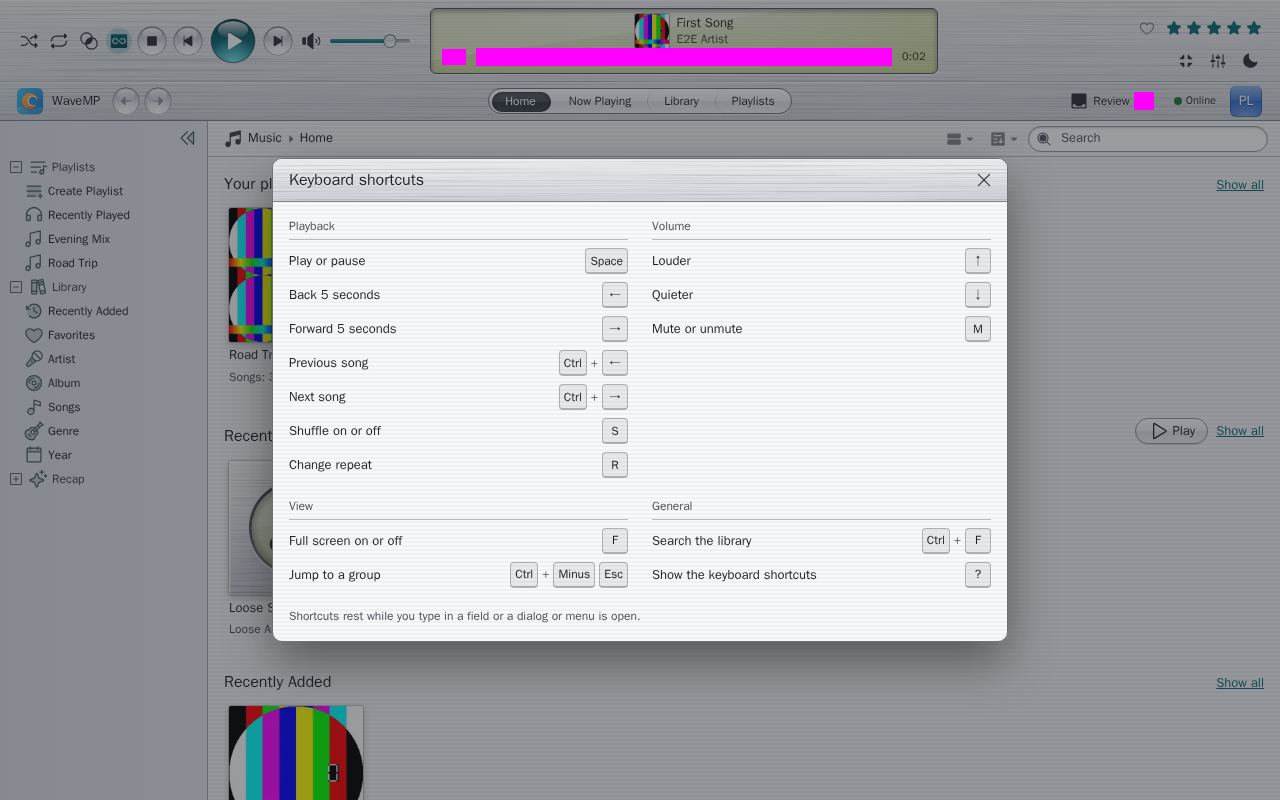 First Song
E2E Artist
0:02
WaveMP
Home
Now Playing
Library
Playlists
Review
Online
PL
Music
Home
Search
Playlists
Create Playlist
Recently Played
Evening Mix
Road Trip
Library
Recently Added
Favorites
Artist
Album
Songs
Genre
Year
Recap
Your pl
Show all
Road Tr
Songs: 3
Recent
Play
Show all
Loose S
Loose A
Recently Added
Show all
Keyboard shortcuts
Playback
Play or pause Space
Back 5 seconds ←
Forward 5 seconds →
Previous song Ctrl + ←
Next song Ctrl + →
Shuffle on or off S
Change repeat R
Volume
Louder ↑
Quieter ↓
Mute or unmute M
View
Full screen on or off F
Jump to a group Ctrl + Minus Esc
General
Search the library Ctrl + F
Show the keyboard shortcuts ?
Shortcuts rest while you type in a field or a dialog or menu is open.